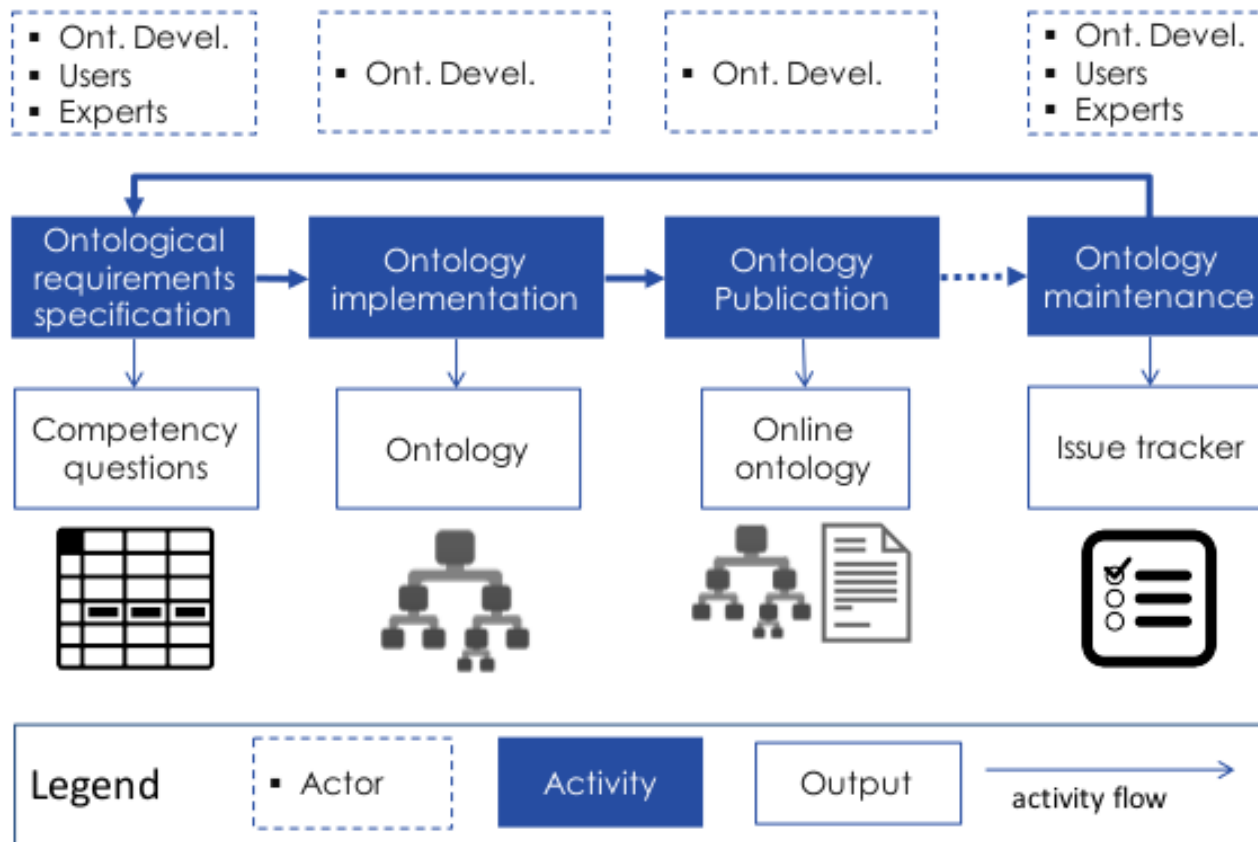 Ont. Devel.
Users
Experts
Ont. Devel.
Ont. Devel.
Ont. Devel.
Users
Experts
Ontological
requirements
specification
Ontology
implementation
Ontology
Publication
Ontology
maintenance
Competency
questions
Ontology
Online
ontology
Issue tracker
Legend
Actor
Activity
Output
activity flow